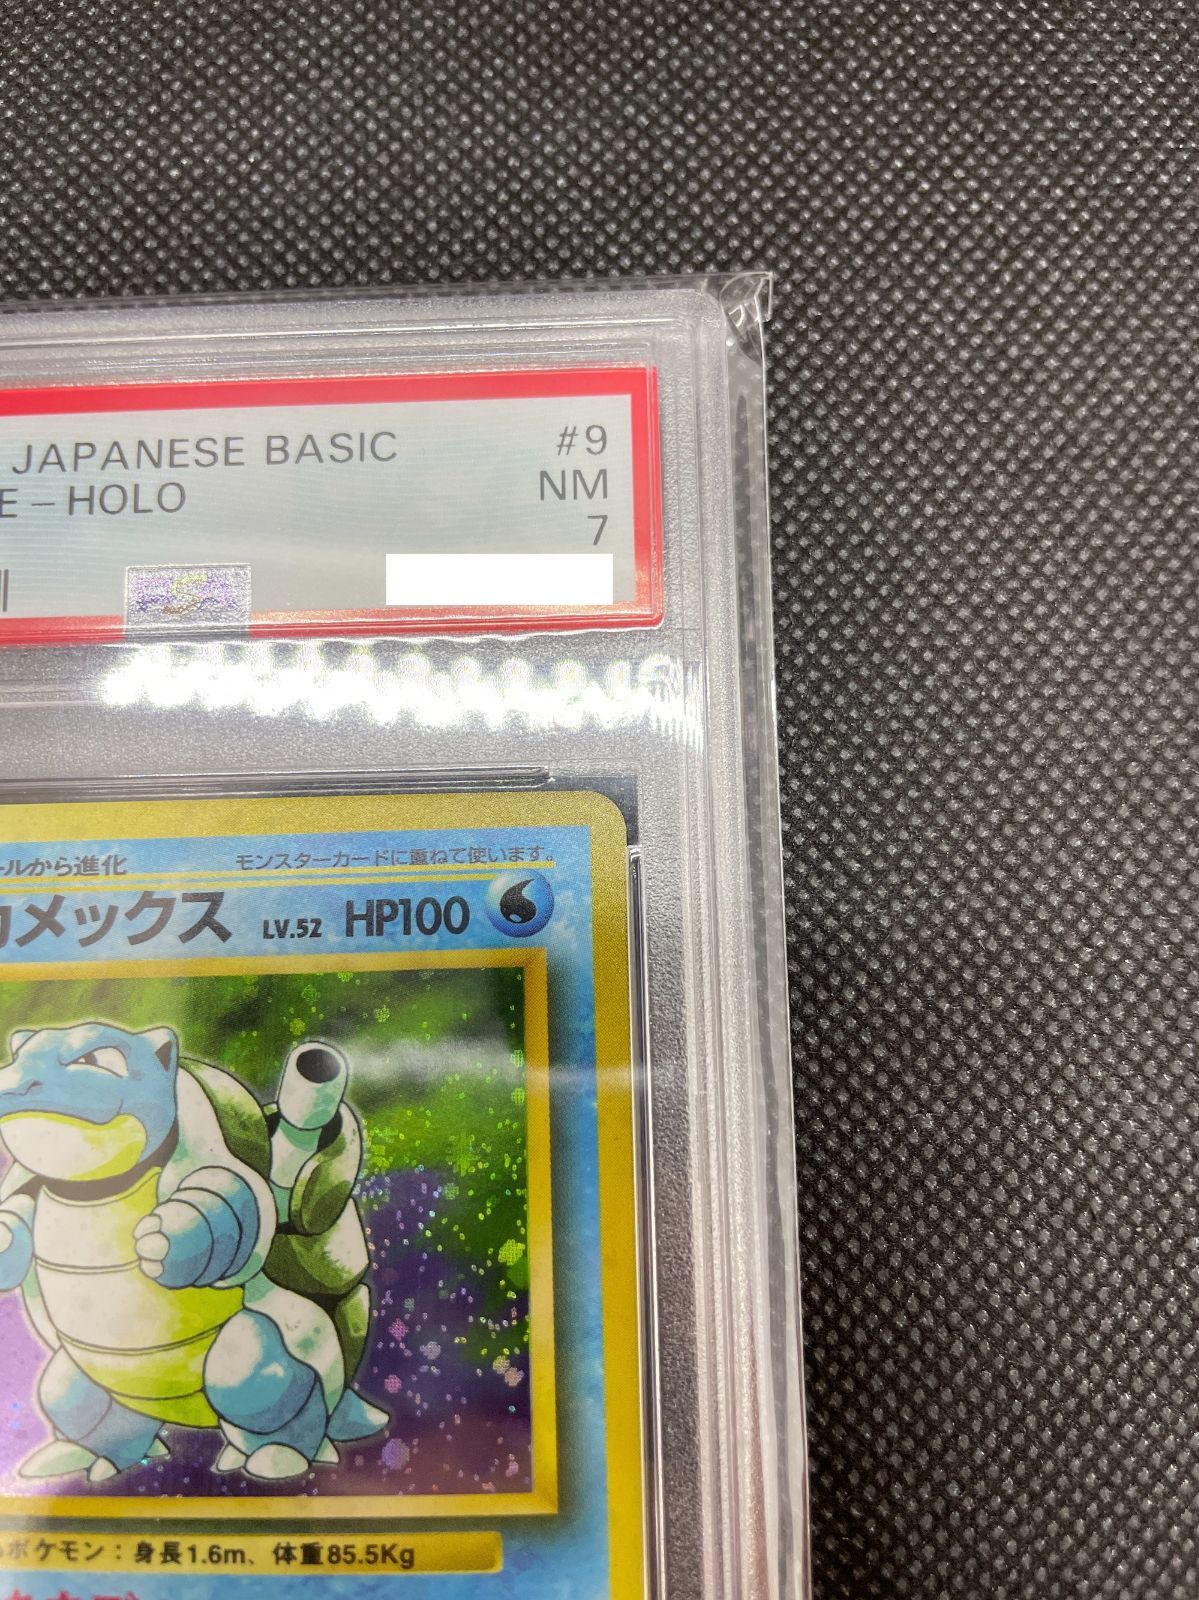 JAPANESE BASIC #9
E - HOLO NM
7
ールから進化 モンスターカードに重ねて使います。
カメックス LV.52 HP100
ポケモン：身長1.6m、体重85.5Kg